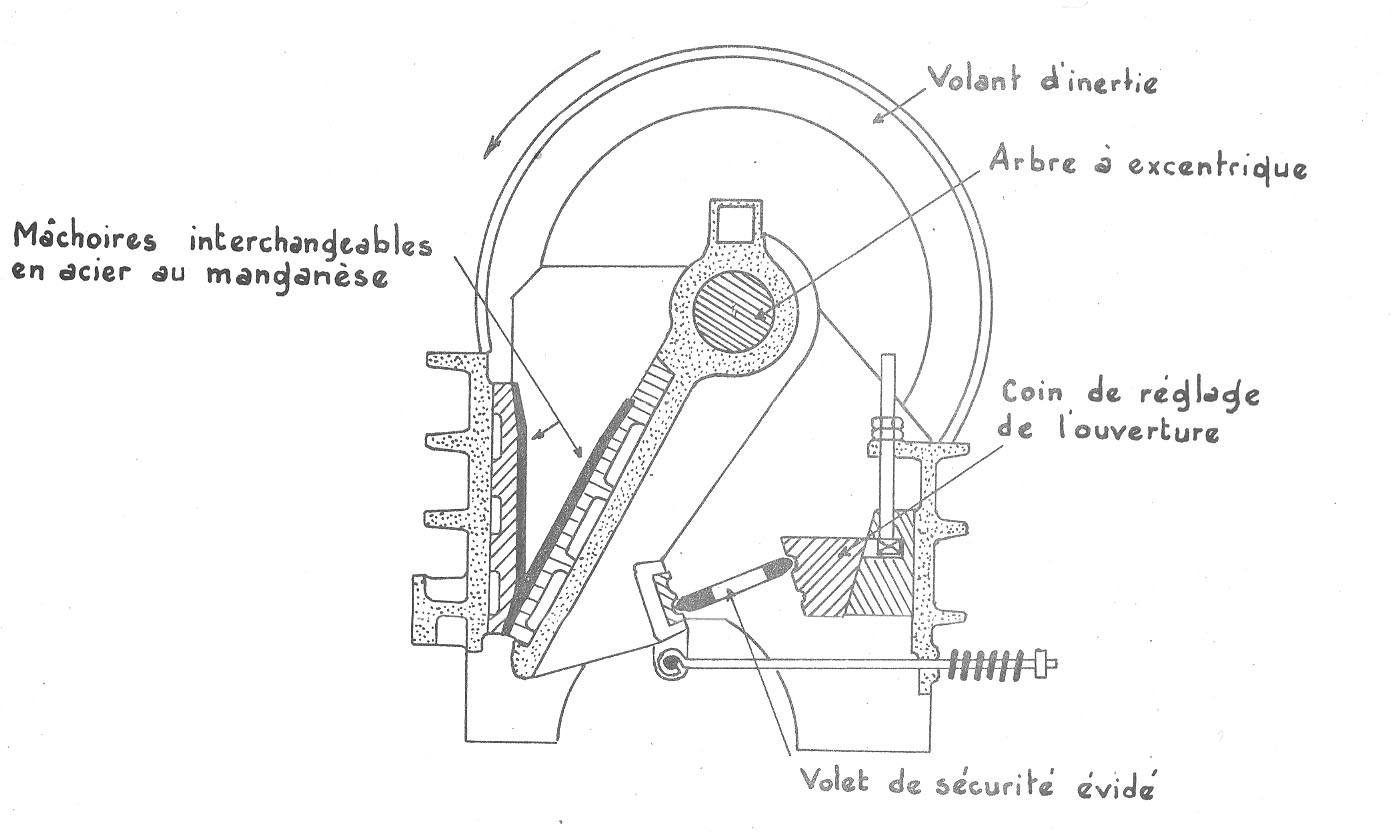 Volant d'inertie
Arbre à excentrique
Mâchoires interchangeables
en acier au manganèse
Coin de réglage
de l'ouverture
Volet de sécurité évidé